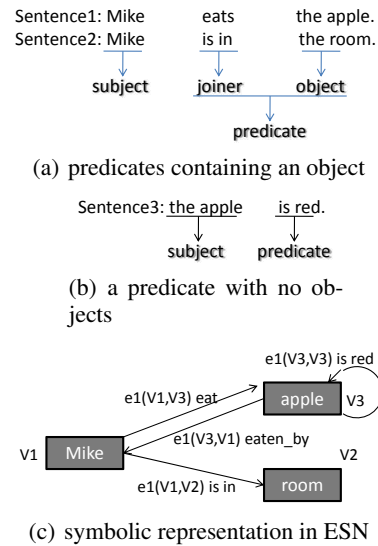 Sentence1: Mike eats the apple.
Sentence2: Mike is in the room.
subject joiner object
predicate
(a) predicates containing an object
Sentence3: the apple is red.
subject predicate
(b) a predicate with no ob-
jects
e1(V3,V3) is red
e1(V1,V3) eat
apple V3
e1(V3,V1) eaten_by
V1 Mike
V2
room
e1(V1,V2) is in
(c) symbolic representation in ESN